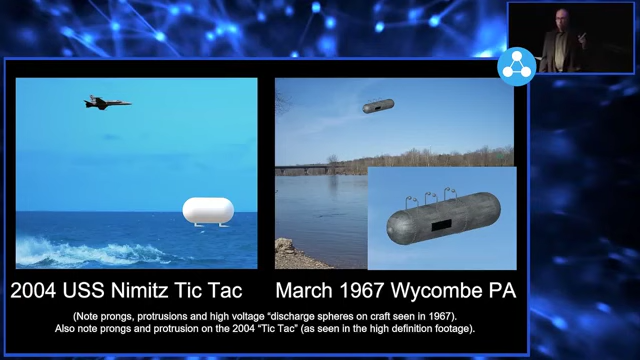 2004 USS Nimitz Tic Tac
March 1967 Wycombe PA
(Note prongs, protrusions and high voltage “discharge spheres on craft seen in 1967).
Also note prongs and protrusion on the 2004 “Tic Tac” (as seen in the high definition footage).